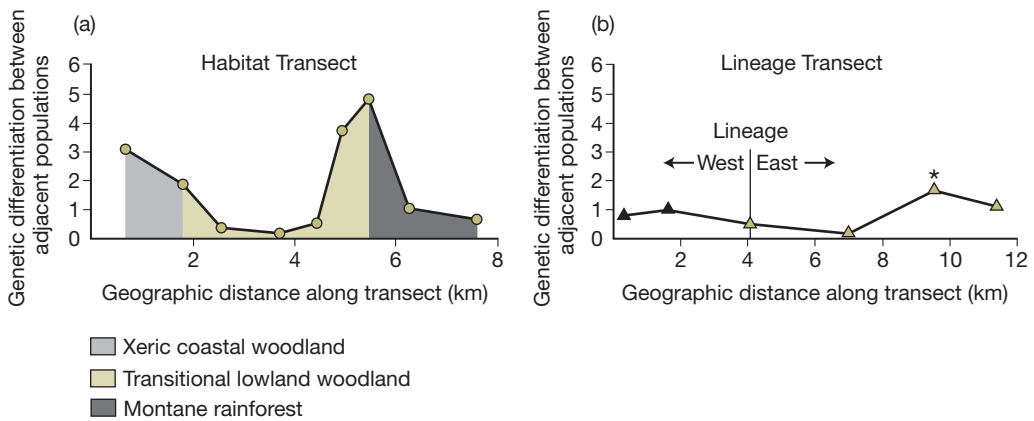 (a)
Habitat Transect
Genetic differentiation between
adjacent populations
6
5
4
3
2
1
0
2
4
6
8
Geographic distance along transect (km)
Xeric coastal woodland
Transitional lowland woodland
Montane rainforest
(b)
Lineage Transect
Genetic differentiation between
adjacent populations
6
5
4
3
2
1
0
Lineage
West East
*
2
4
6
8
10
12
Geographic distance along transect (km)